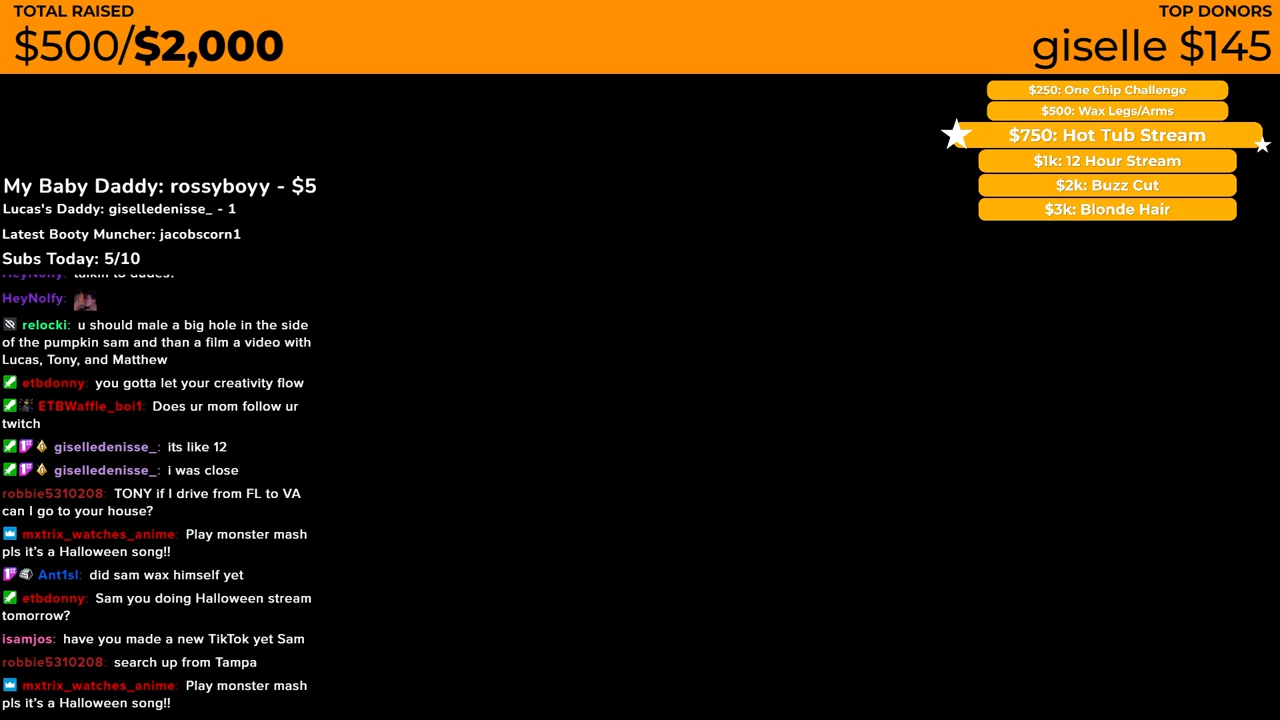 TOTAL RAISED
$500/$2,000
TOP DONORS
giselle $145
$250: One Chip Challenge
$500: Wax Legs/Arms
$750: Hot Tub Stream
$1k: 12 Hour Stream
$2k: Buzz Cut
$3k: Blonde Hair
My Baby Daddy: rossyboyy - $5
Lucas's Daddy: giselledenisse_ - 1
Latest Booty Muncher: jacobscorn1
Subs Today: 5/10
HeyNolfy: talkin to dudes?
HeyNolfy:
relocki: u should male a big hole in the side
of the pumpkin sam and than a film a video with
Lucas, Tony, and Matthew
etbdonny: you gotta let your creativity flow
ETBWaffle_boi1: Does ur mom follow ur
twitch
giselledenisse_: its like 12
giselledenisse_: i was close
robbie5310208: TONY if I drive from FL to VA
can I go to your house?
mxtrix_watches_anime: Play monster mash
pls it's a Halloween song!!
Ant1sl: did sam wax himself yet
etbdonny: Sam you doing Halloween stream
tomorrow?
isamjos: have you made a new TikTok yet Sam
robbie5310208: search up from Tampa
mxtrix_watches_anime: Play monster mash
pls it's a Halloween song!!